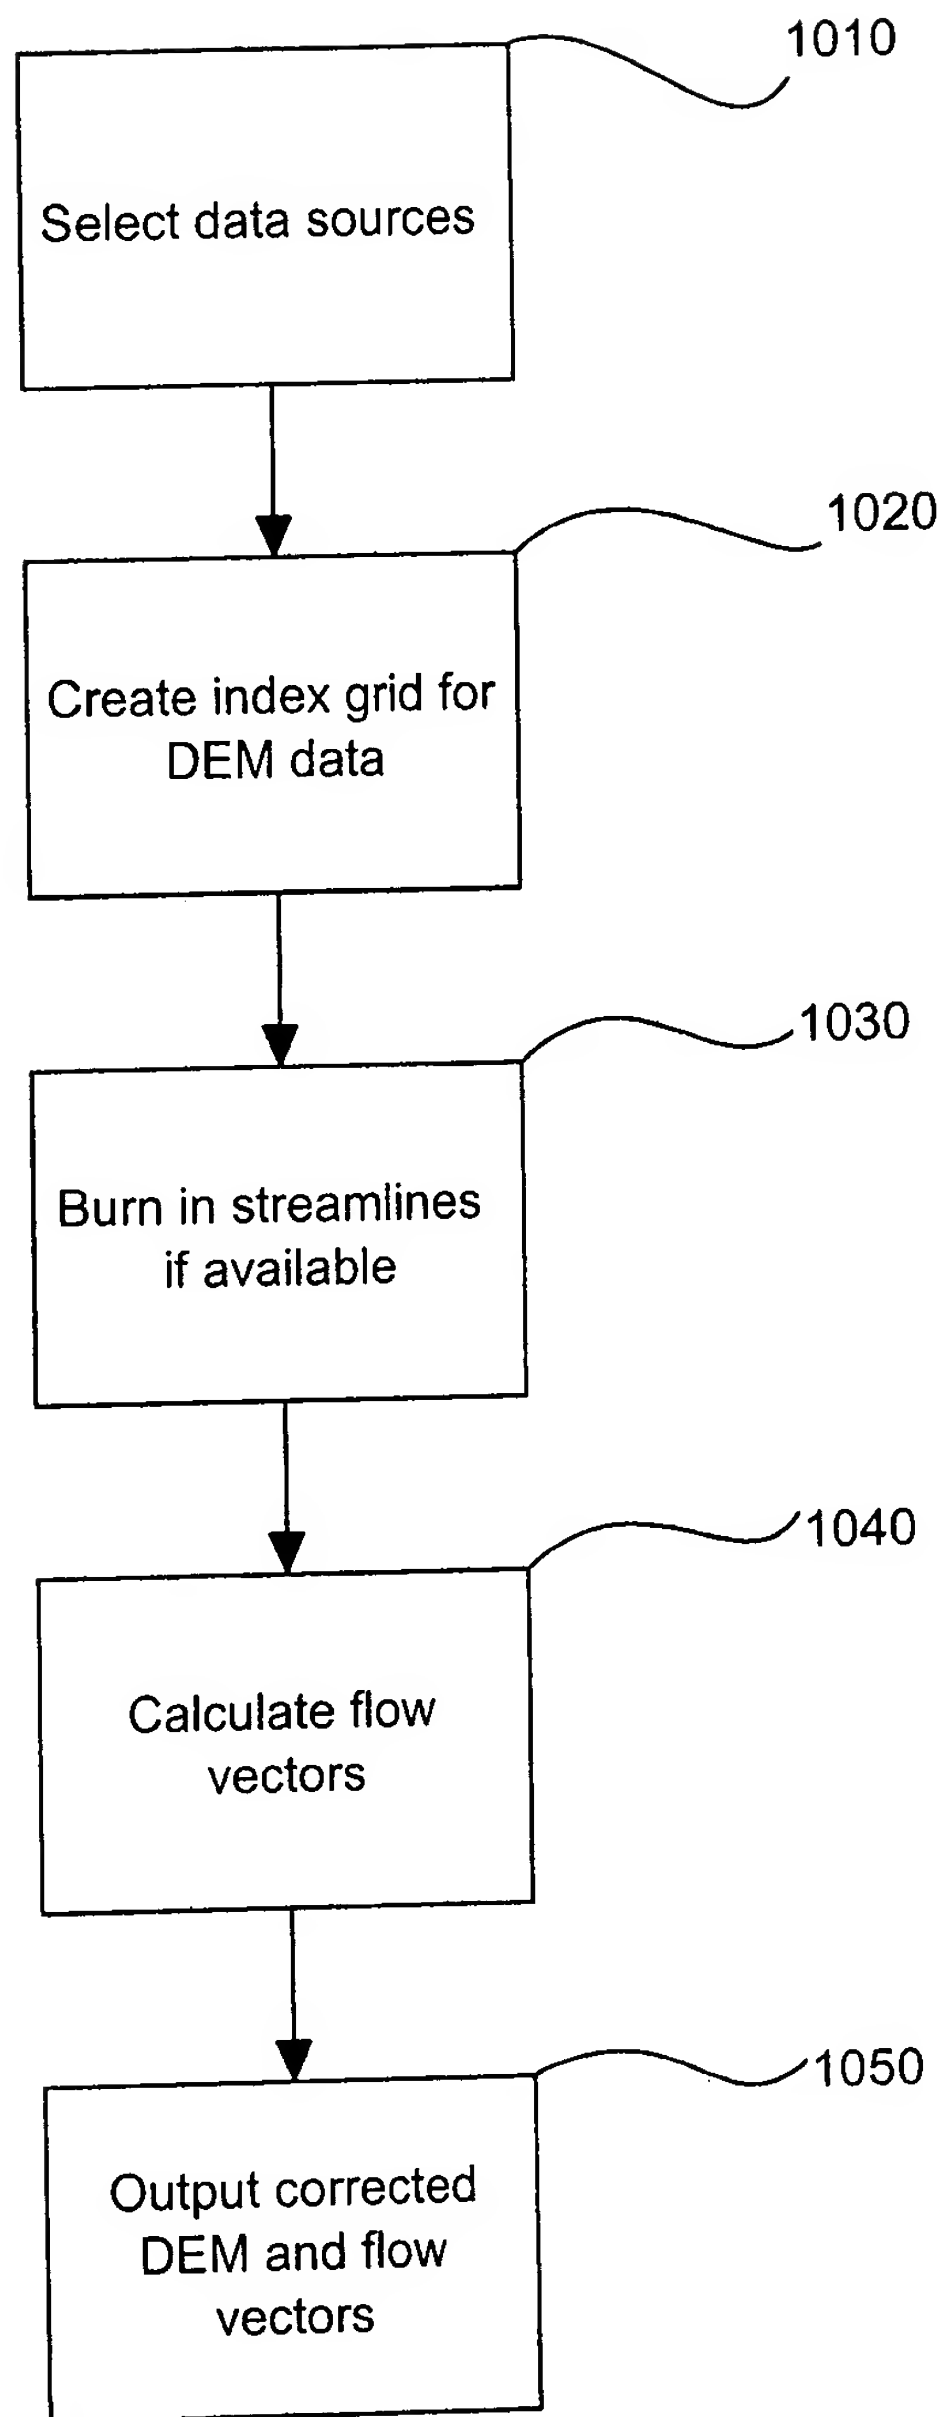 1010
Select data sources
1020
Create index grid for
DEM data
1030
Burn in streamlines
if available
1040
Calculate flow
vectors
1050
Output corrected
DEM and flow
vectors